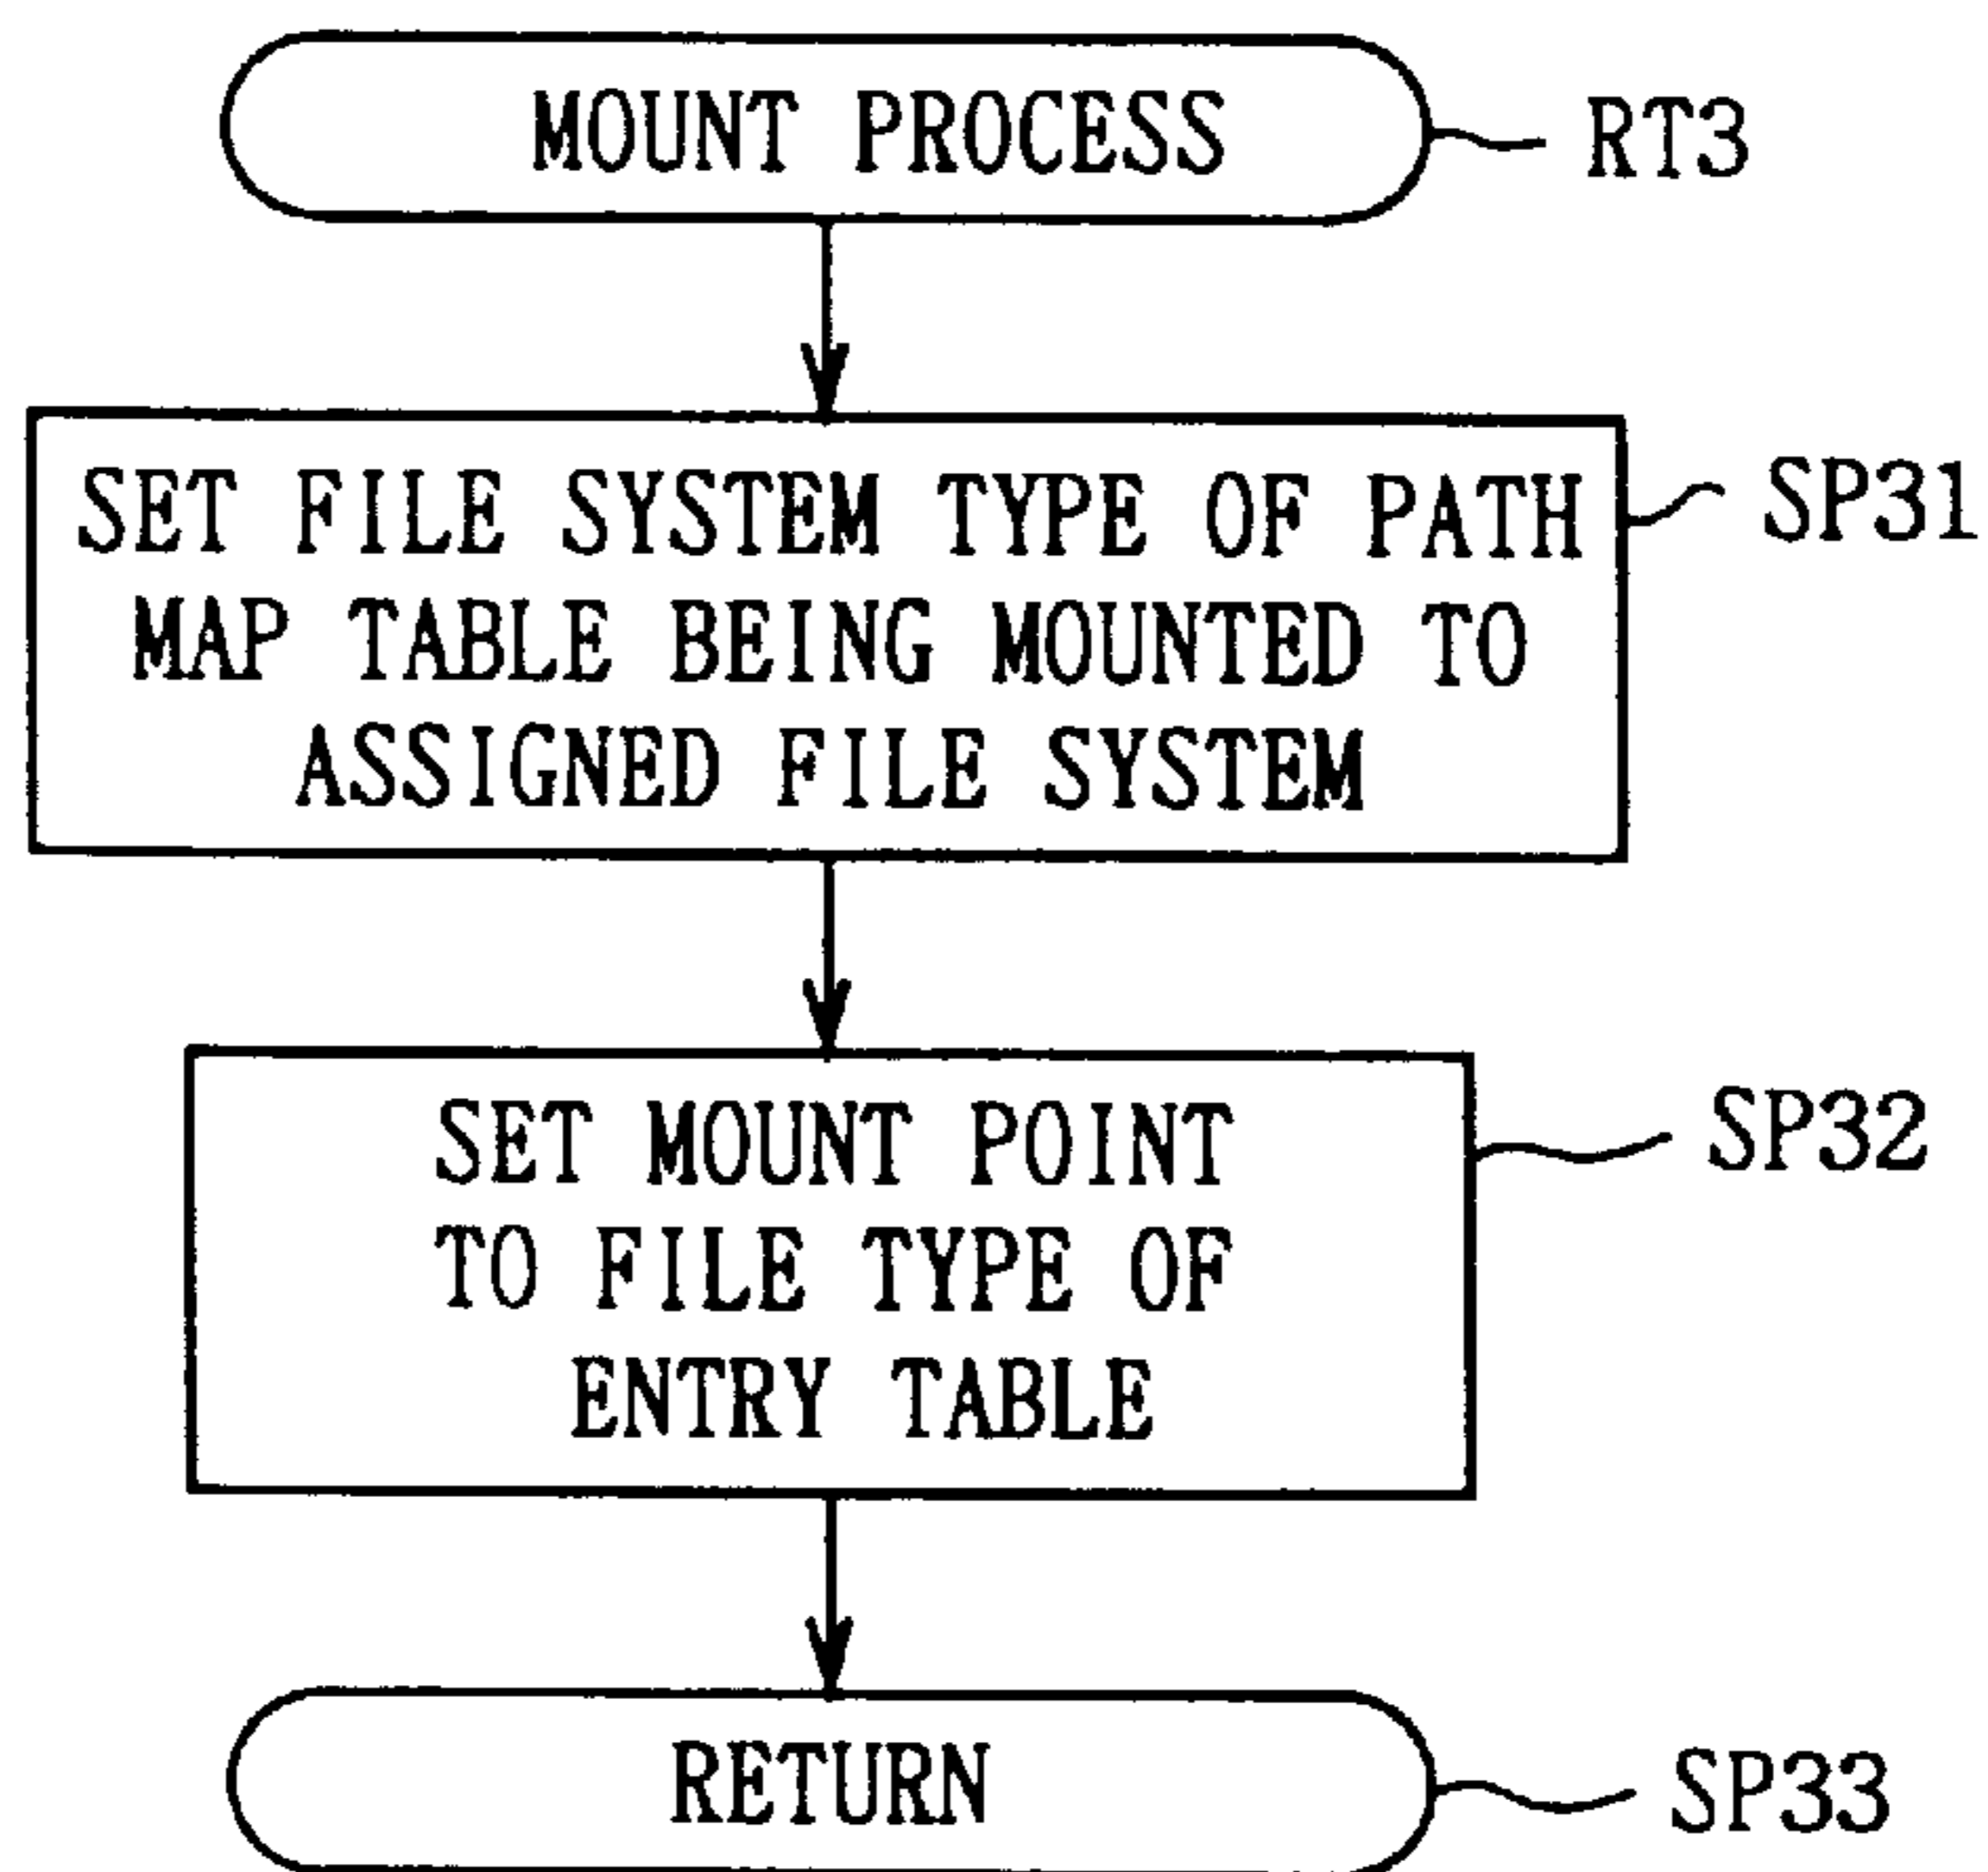 MOUNT PROCESS
RT3
SET FILE SYSTEM TYPE OF PATH
MAP TABLE BEING MOUNTED TO
ASSIGNED FILE SYSTEM
SP31
SET MOUNT POINT
TO FILE TYPE OF
ENTRY TABLE
SP32
RETURN
SP33